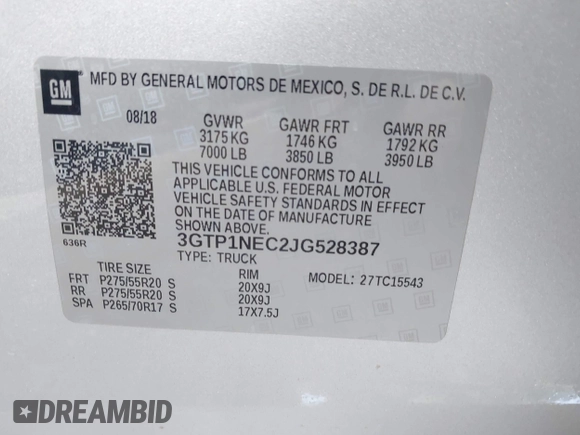 GM
MFD BY GENERAL MOTORS DE MEXICO, S. DE R.L. DE C.V.
08/18 GVWR GAWR FRT GAWR RR
3175 KG 1746 KG 1792 KG
7000 LB 3850 LB 3950 LB
THIS VEHICLE CONFORMS TO ALL
APPLICABLE U.S. FEDERAL MOTOR
VEHICLE SAFETY STANDARDS IN EFFECT
ON THE DATE OF MANUFACTURE
SHOWN ABOVE.
636R 3GTP1NEC2JG528387
TYPE: TRUCK MODEL: 27TC15543
TIRE SIZE RIM
FRT P275/55R20 S 20X9J
RR P275/55R20 S 20X9J
SPA P265/70R17 S 17X7.5J
DREAMBID